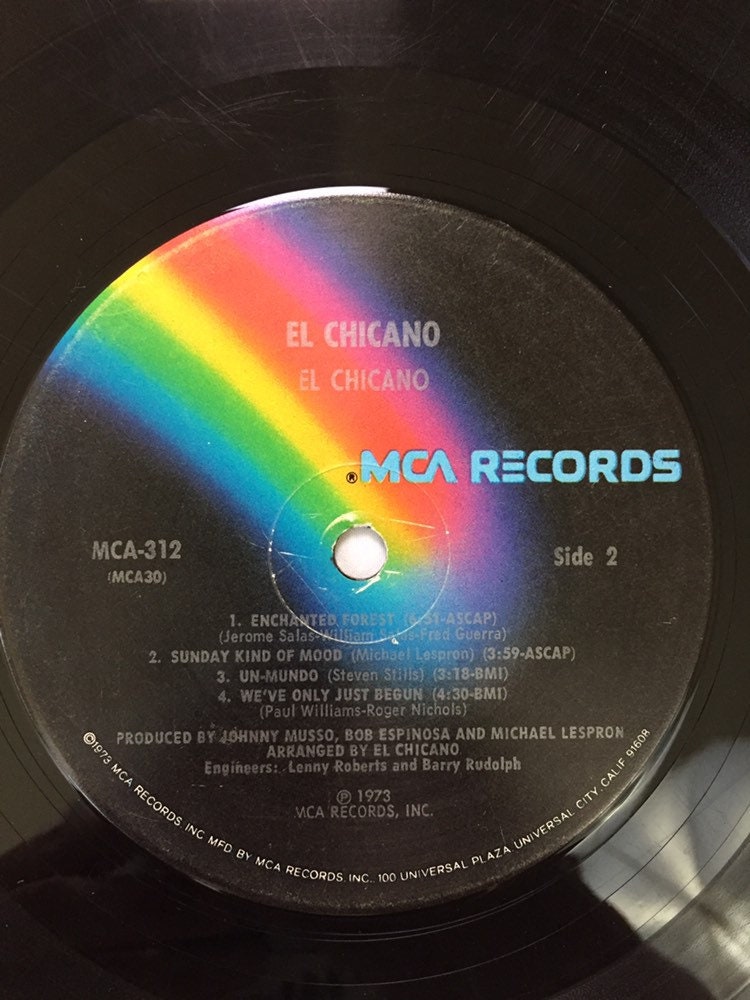 EL CHICANO
EL CHICANO
® MCA RECORDS
MCA-312
(MCA30)
Side 2
1. ENCHANTED FOREST (6:51-ASCAP)
(Jerome Salas-William Salas-Fred Guerra)
2. SUNDAY KIND OF MOOD (Michael Lespron) (3:59-ASCAP)
3. UN-MUNDO (Steven Stills) (3:18-BMI)
4. WE'VE ONLY JUST BEGUN (4:30-BMI)
(Paul Williams-Roger Nichols)
PRODUCED BY JOHNNY MUSSO, BOB ESPINOSA AND MICHAEL LESPRON
ARRANGED BY EL CHICANO
Engineers: Lenny Roberts and Barry Rudolph
℗ 1973
MCA RECORDS, INC.
©1973 MCA RECORDS, INC. MFD BY MCA RECORDS, INC., 100 UNIVERSAL PLAZA, UNIVERSAL CITY, CALIF. 91608